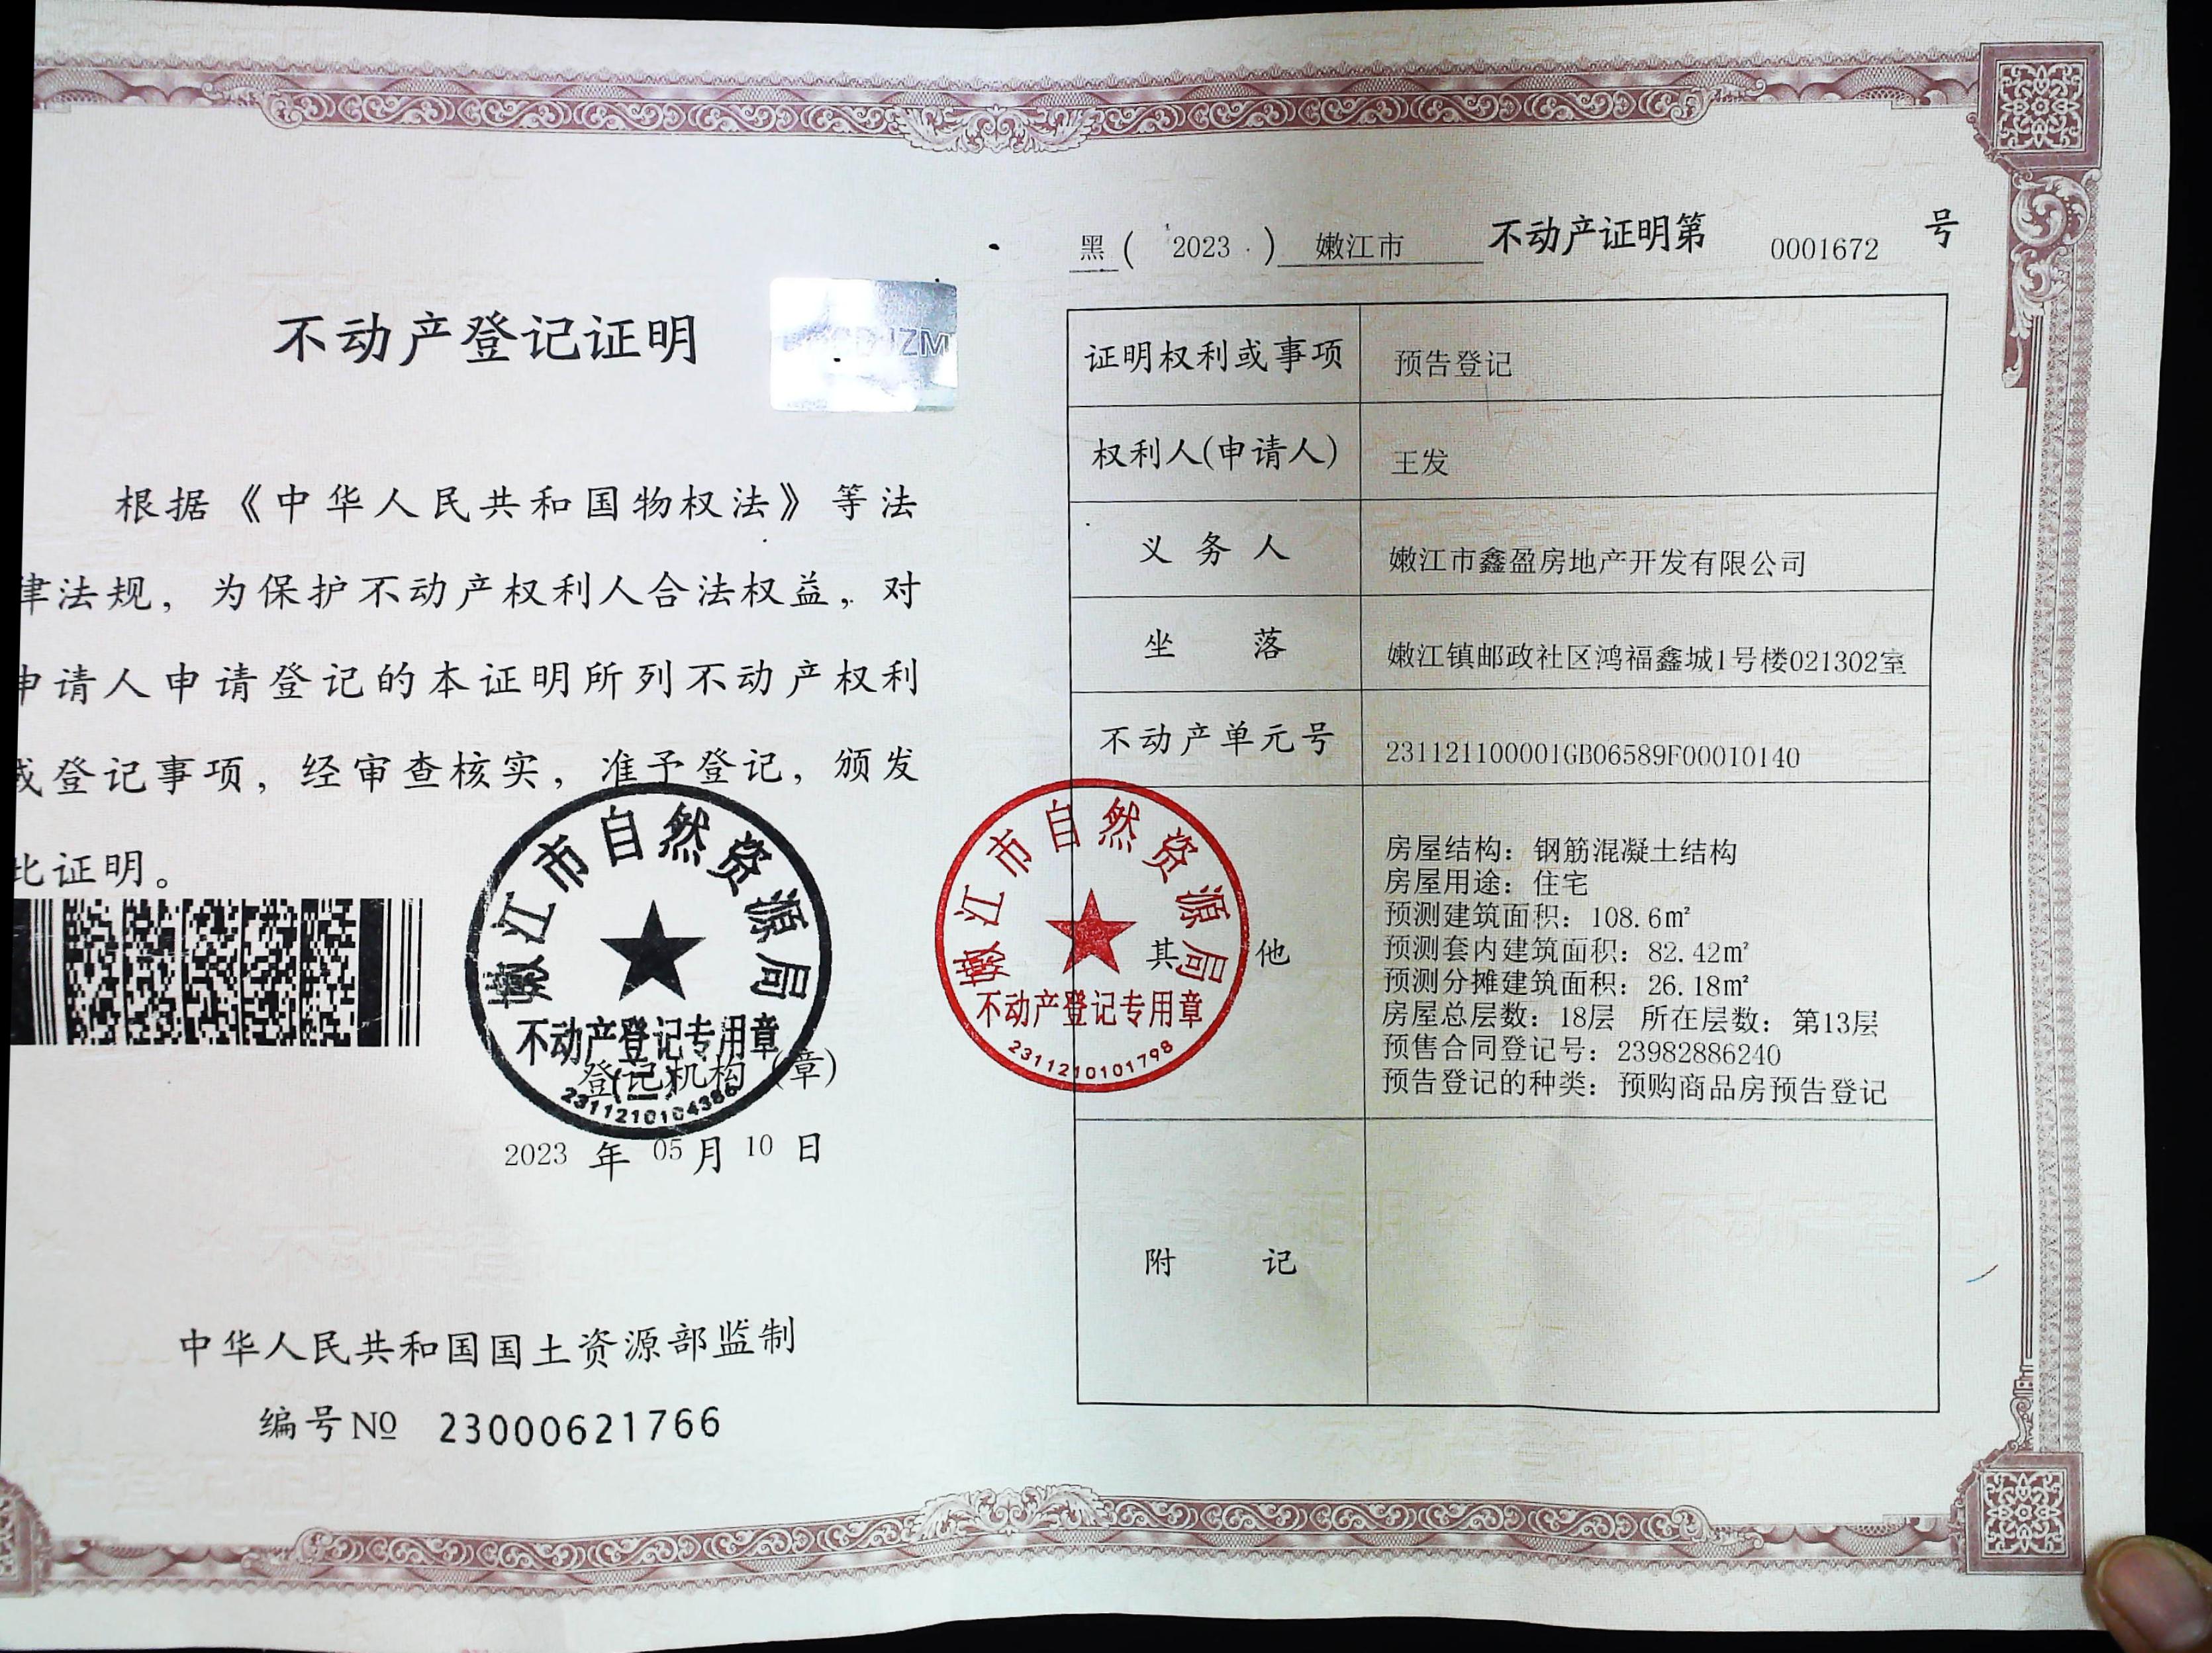 不动产登记证明
根据《中华人民共和国物权法》等法
律法规，为保护不动产权利人合法权益，对
申请人申请登记的本证明所列不动产权利
或登记事项，经审查核实，准予登记，颁发
此证明。
嫩江市自然资源局
不动产登记专用章
(二)
登记机构（章）
2023 年 05 月 10 日
中华人民共和国国土资源部监制
编号№ 23000621766
黑 ( 2023 ) 嫩江市 不动产证明第 0001672 号
证明权利或事项 预告登记
权利人(申请人) 王发
义务人 嫩江市鑫盈房地产开发有限公司
坐落 嫩江镇邮政社区鸿福鑫城1号楼021302室
不动产单元号 231121100001GB06589F00010140
其他
房屋结构：钢筋混凝土结构
房屋用途：住宅
预测建筑面积：108.6㎡
预测套内建筑面积：82.42㎡
预测分摊建筑面积：26.18㎡
房屋总层数：18层 所在层数：第13层
预售合同登记号：23982886240
预告登记的种类：预购商品房预告登记
嫩江市自然资源局
不动产登记专用章
2311210101798
附记